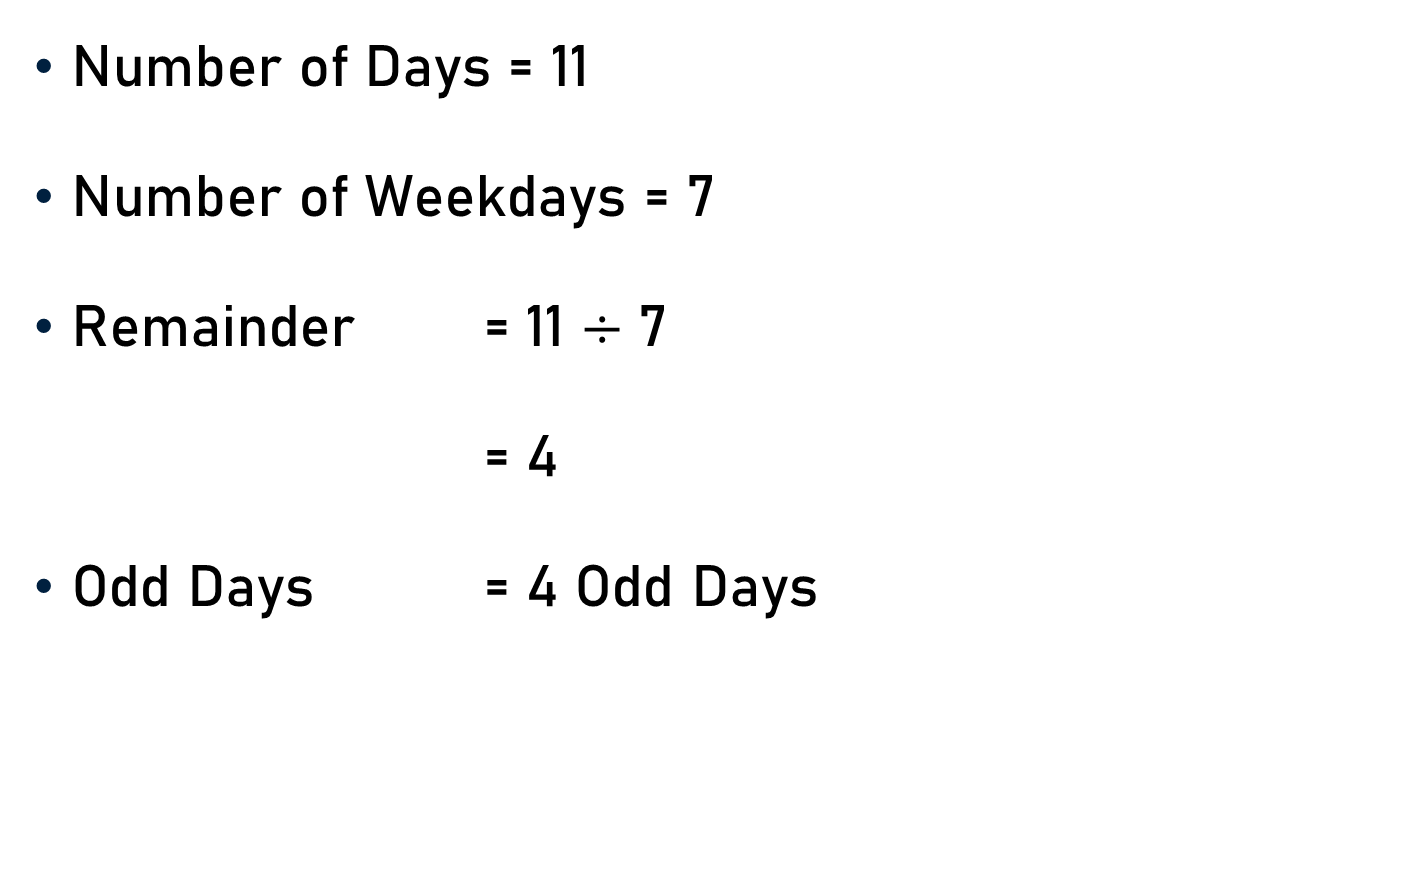 • Number of Days = 11
• Number of Weekdays = 7
• Remainder = 11 ÷ 7
= 4
• Odd Days = 4 Odd Days